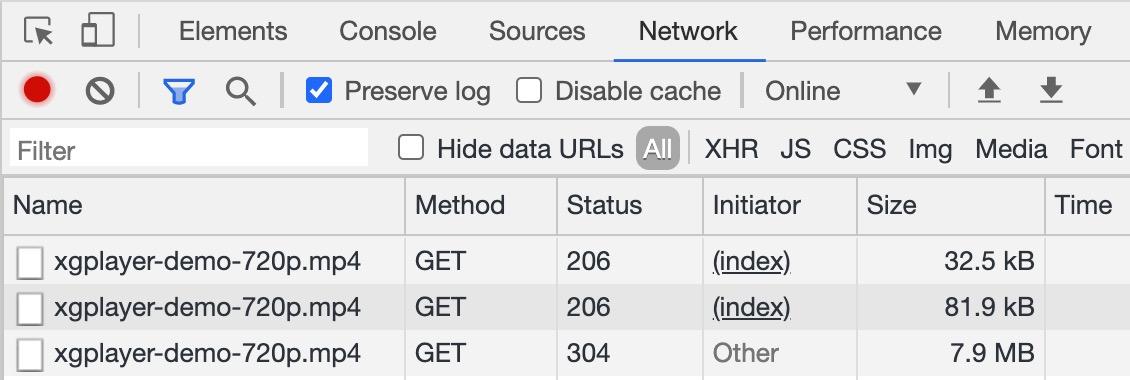 Elements Console Sources Network Performance Memory
Preserve log Disable cache Online
Filter Hide data URLs All XHR JS CSS Img Media Font
Name Method Status Initiator Size Time
xgplayer-demo-720p.mp4 GET 206 (index) 32.5 kB
xgplayer-demo-720p.mp4 GET 206 (index) 81.9 kB
xgplayer-demo-720p.mp4 GET 304 Other 7.9 MB